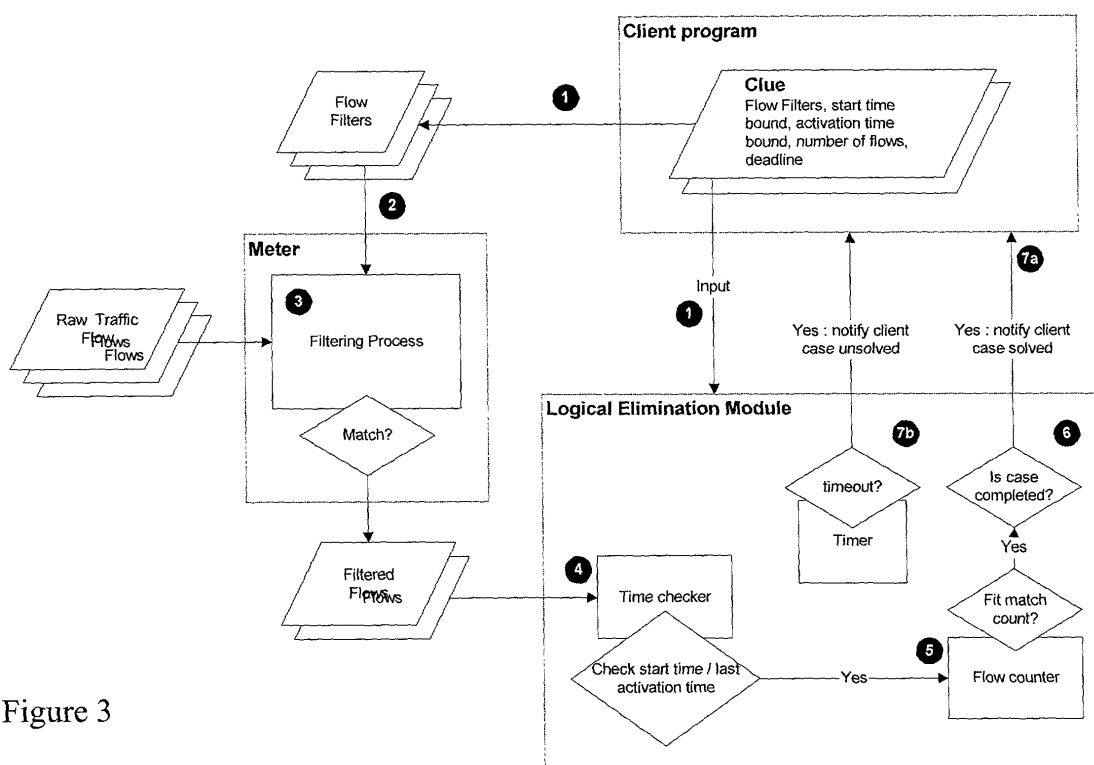 Client program
Clue
Flow Filters, start time
bound, activation time
bound, number of flows,
deadline
1
Flow
Filters
2
Meter
3
Filtering Process
Raw Traffic
Flow
Flows
Flows
Match?
Input
1
7a
Yes : notify client
case unsolved
Yes : notify client
case solved
Logical Elimination Module
7b
6
timeout?
Timer
Is case
completed?
Yes
Fit match
count?
Filtered
Flows
Flows
4
Time checker
Check start time / last
activation time
Yes
5
Flow counter
Figure 3